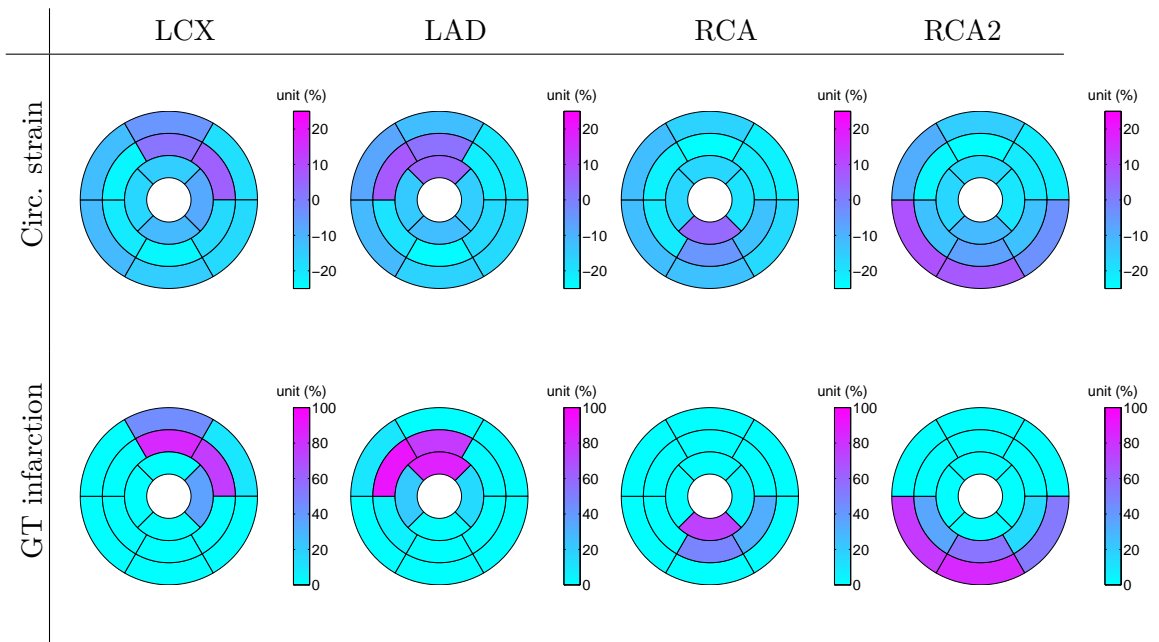 LCX LAD RCA RCA2
Circ. strain
unit (%) unit (%) unit (%) unit (%)
20 20 20 20
10 10 10 10
0 0 0 0
−10 −10 −10 −10
−20 −20 −20 −20
GT infarction
unit (%) unit (%) unit (%) unit (%)
100 100 100 100
80 80 80 80
60 60 60 60
40 40 40 40
20 20 20 20
0 0 0 0